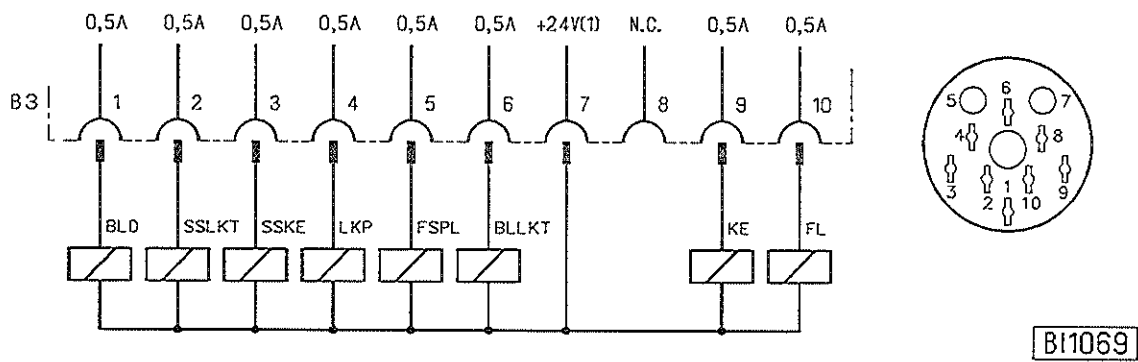 0,5A 0,5A 0,5A 0,5A 0,5A 0,5A +24V(1) N.C. 0,5A 0,5A
B3 1 2 3 4 5 6 7 8 9 10
BLD SSLKT SSKE LKP FSPL BLLKT KE FL
5 6 7
4 8
3 2 1 10 9
BI1069